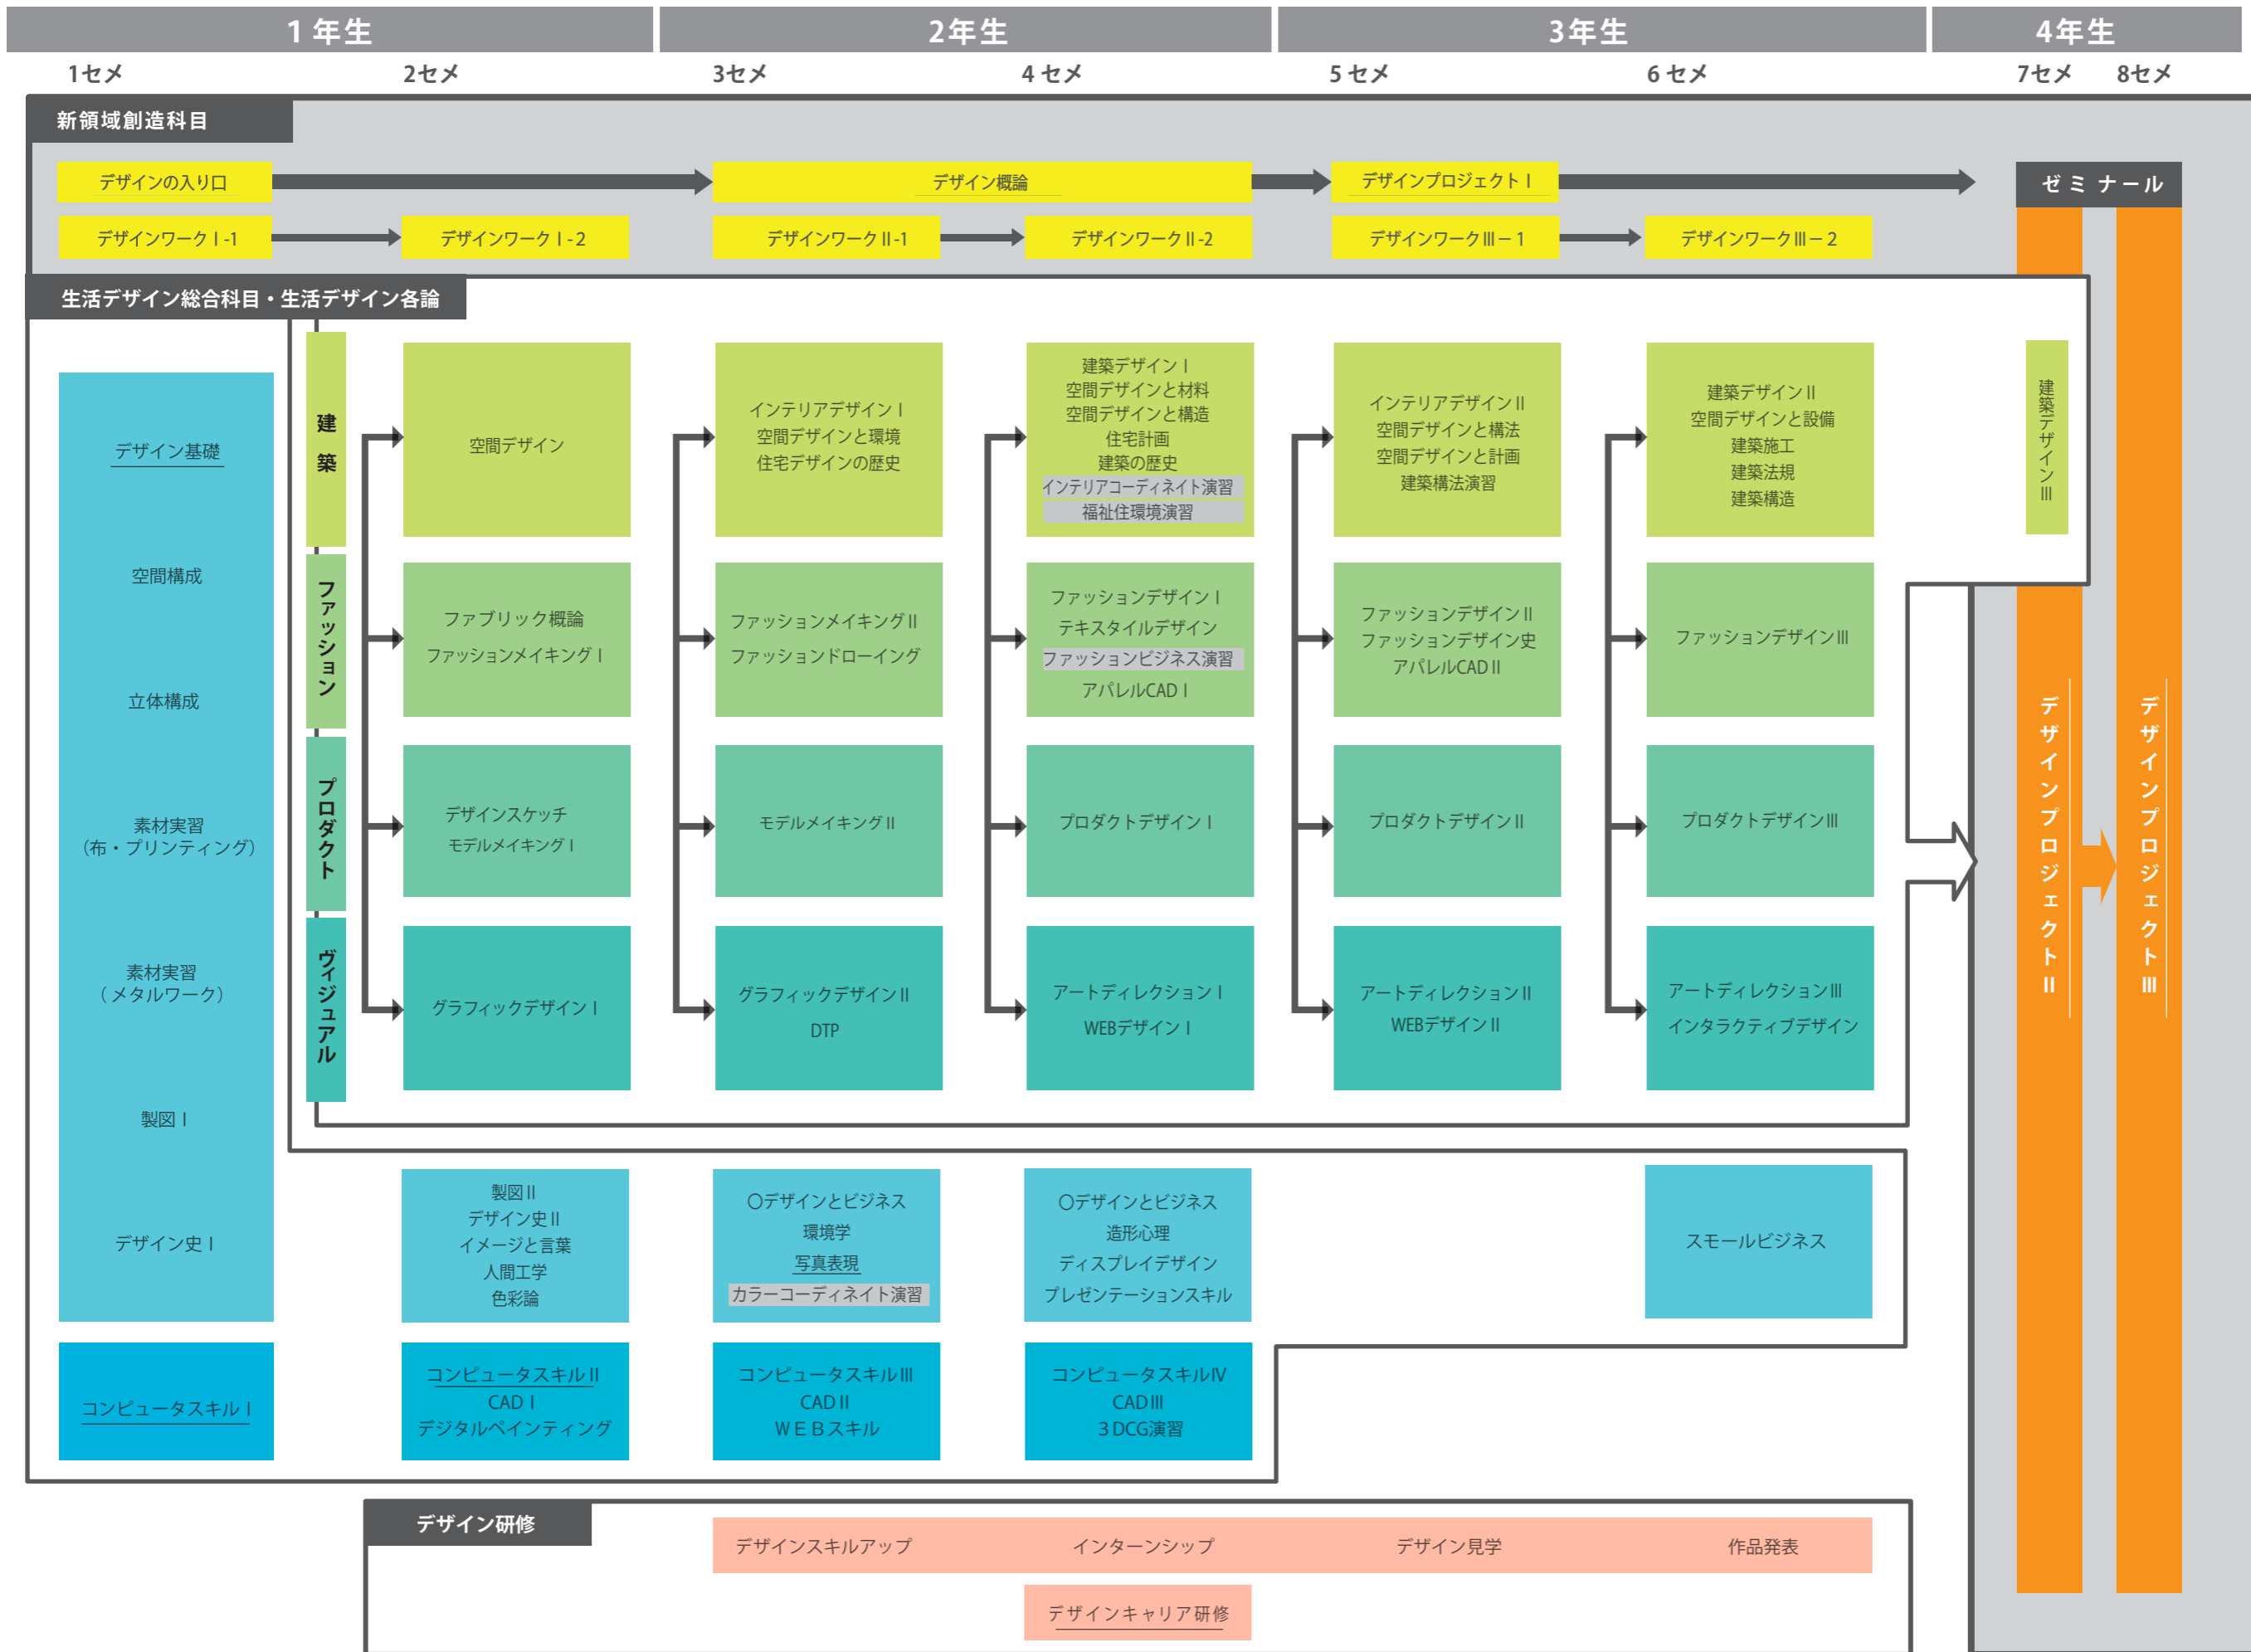 1年生
2年生
3年生
4年生
1セメ
2セメ
3セメ
4 セメ
5 セメ
6 セメ
7セメ
8セメ
新領域創造科目
デザインの入り口
デザイン概論
デザインプロジェクトⅠ
ゼミナール
デザインワークⅠ-1
デザインワークⅠ-2
デザインワークⅡ-1
デザインワークⅡ-2
デザインワークⅢ－1
デザインワークⅢ－2
生活デザイン総合科目・生活デザイン各論
デザイン基礎
空間構成
立体構成
素材実習
（布・プリンティング）
素材実習
（メタルワーク）
製図Ⅰ
デザイン史Ⅰ
建築
空間デザイン
インテリアデザインⅠ
空間デザインと環境
住宅デザインの歴史
建築デザインⅠ
空間デザインと材料
空間デザインと構造
住宅計画
建築の歴史
インテリアコーディネイト演習
福祉住環境演習
インテリアデザインⅡ
空間デザインと構法
空間デザインと計画
建築構法演習
建築デザインⅡ
空間デザインと設備
建築施工
建築法規
建築構造
建築デザインⅢ
ファッション
ファブリック概論
ファッションメイキングⅠ
ファッションメイキングⅡ
ファッションドローイング
ファッションデザインⅠ
テキスタイルデザイン
ファッションビジネス演習
アパレルCADⅠ
ファッションデザインⅡ
ファッションデザイン史
アパレルCADⅡ
ファッションデザインⅢ
プロダクト
デザインスケッチ
モデルメイキングⅠ
モデルメイキングⅡ
プロダクトデザインⅠ
プロダクトデザインⅡ
プロダクトデザインⅢ
ヴィジュアル
グラフィックデザインⅠ
グラフィックデザインⅡ
DTP
アートディレクションⅠ
WEBデザインⅠ
アートディレクションⅡ
WEBデザインⅡ
アートディレクションⅢ
インタラクティブデザイン
デザインプロジェクトⅡ
デザインプロジェクトⅢ
製図Ⅱ
デザイン史Ⅱ
イメージと言葉
人間工学
色彩論
〇デザインとビジネス
環境学
写真表現
カラーコーディネイト演習
〇デザインとビジネス
造形心理
ディスプレイデザイン
プレゼンテーションスキル
スモールビジネス
コンピュータスキルⅠ
コンピュータスキルⅡ
CADⅠ
デジタルペインティング
コンピュータスキルⅢ
CADⅡ
ＷＥＢスキル
コンピュータスキルⅣ
CADⅢ
３DCG演習
デザイン研修
デザインスキルアップ
インターンシップ
デザイン見学
作品発表
デザインキャリア研修